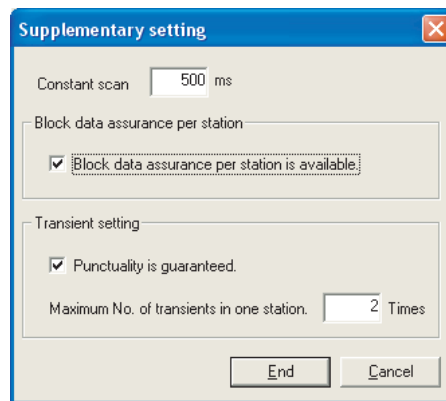 Supplementary setting
Constant scan 500 ms
Block data assurance per station
Block data assurance per station is available.
Transient setting
Punctuality is guaranteed.
Maximum No. of transients in one station. 2 Times
End Cancel